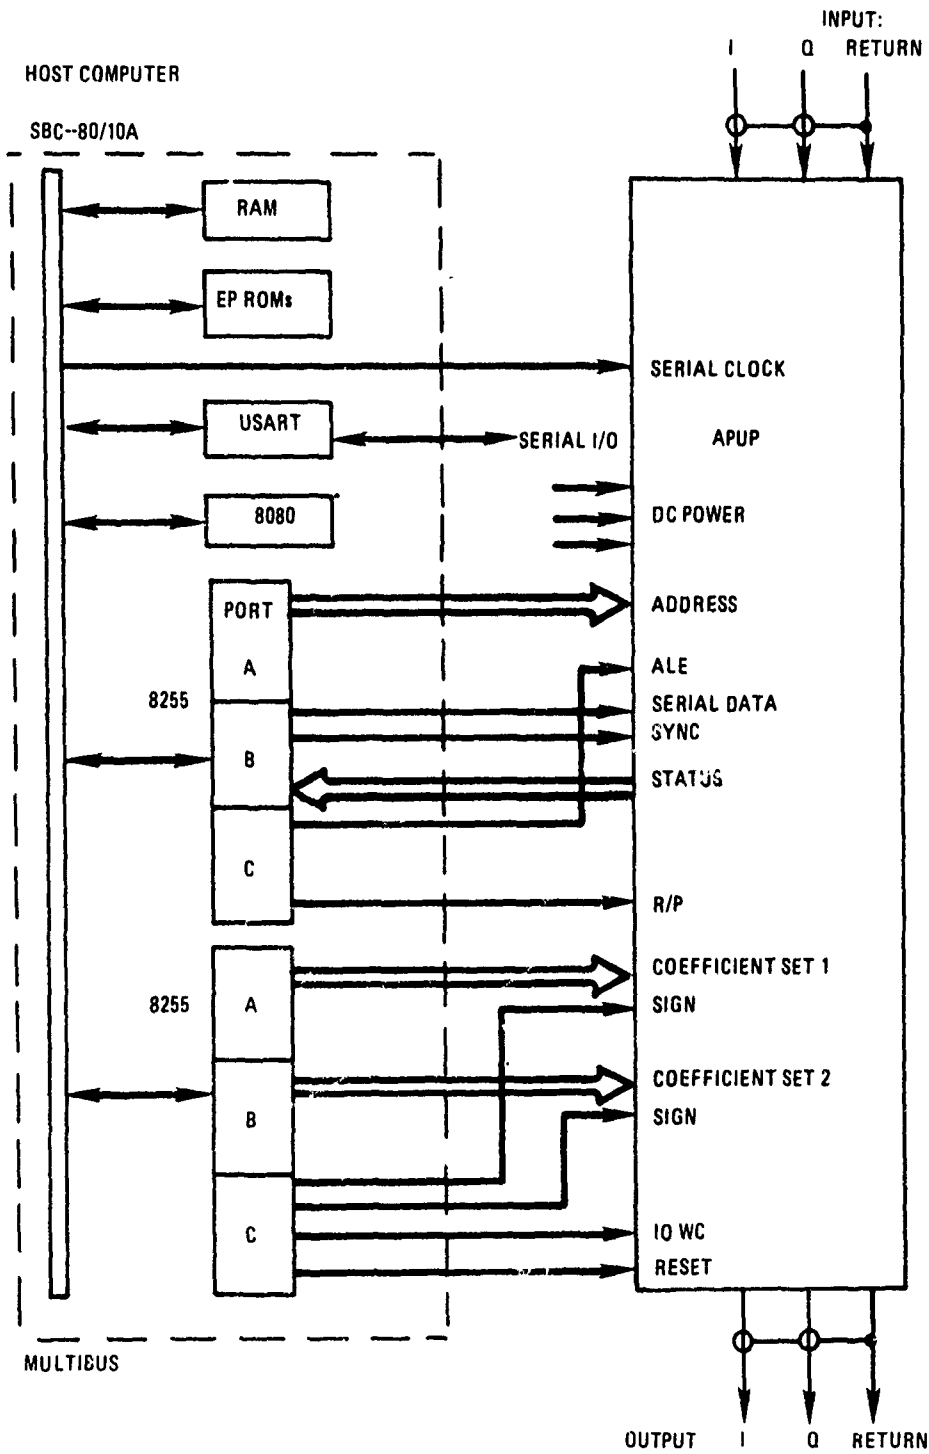 INPUT:
I Q RETURN
HOST COMPUTER
SBC--80/10A
RAM
EP ROMs
SERIAL CLOCK
USART
SERIAL I/O
APUP
8080
DC POWER
PORT
ADDRESS
A
ALE
8255
SERIAL DATA
SYNC
B
STATUS
C
R/P
COEFFICIENT SET 1
8255
A
SIGN
COEFFICIENT SET 2
B
SIGN
C
IO WC
RESET
MULTIBUS
OUTPUT I Q RETURN